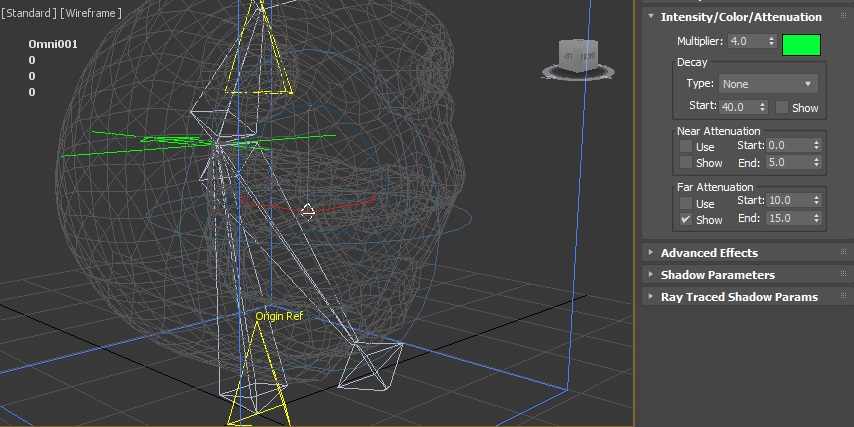 [Standard] [Wireframe]
Omni001
0
0
0
Origin Ref
Intensity/Color/Attenuation
Multiplier: 4.0
Decay
Type: None
Start: 40.0 Show
Near Attenuation
Use Start: 0.0
Show End: 5.0
Far Attenuation
Use Start: 10.0
Show End: 15.0
Advanced Effects
Shadow Parameters
Ray Traced Shadow Params